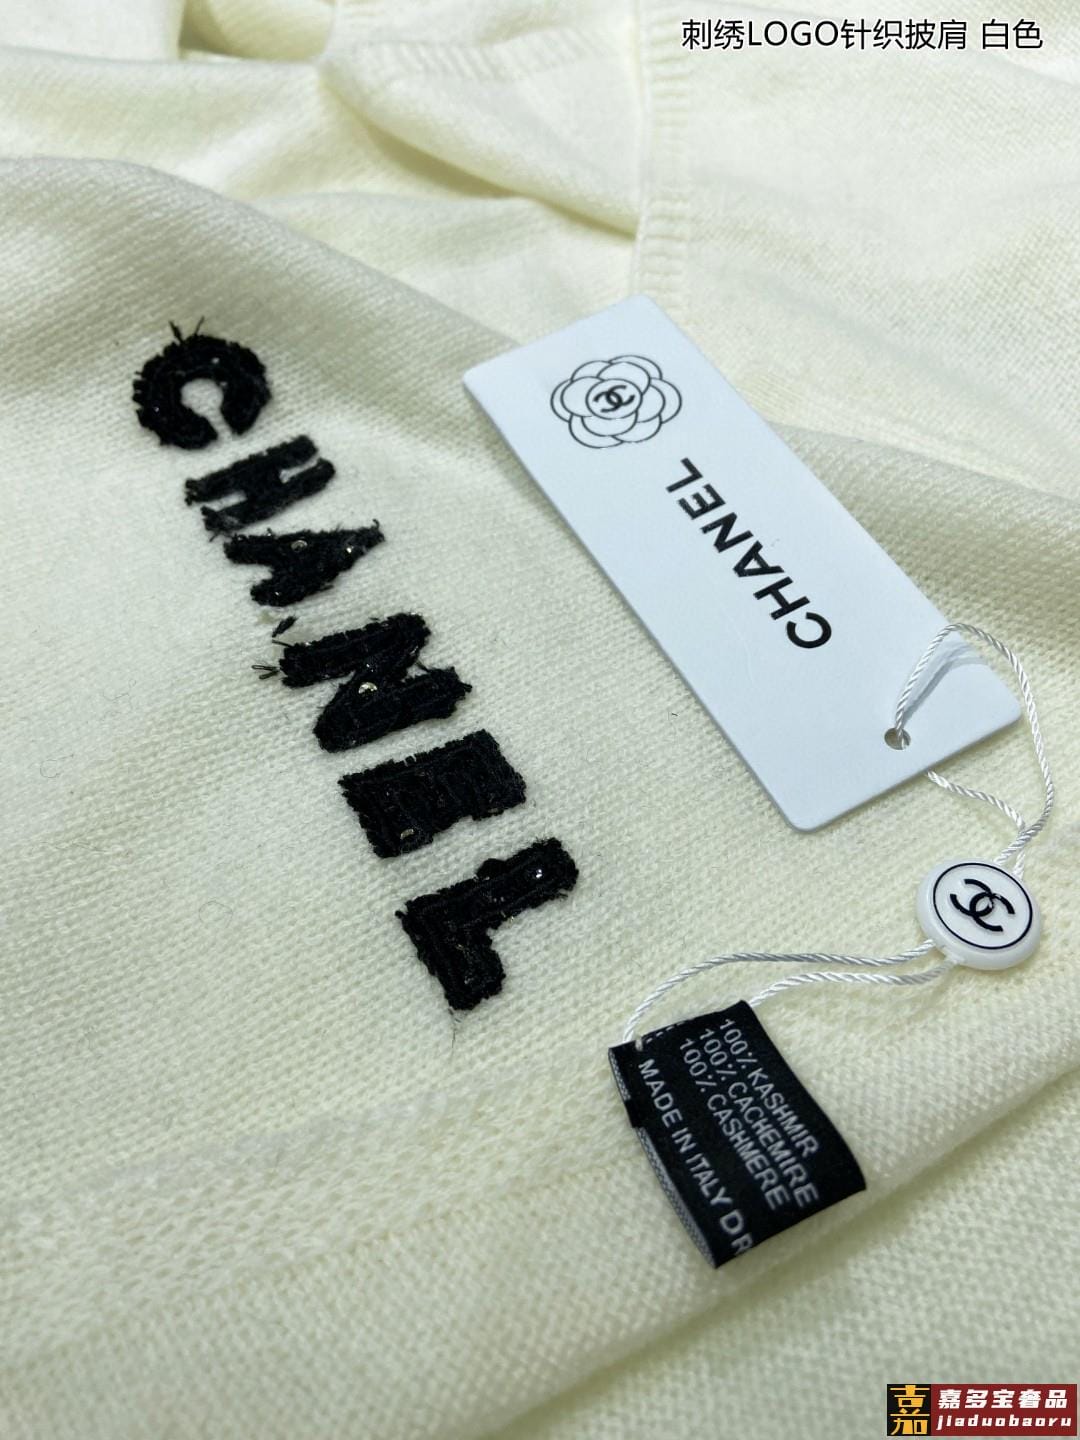 刺绣LOGO针织披肩 白色
CHANEL
CHANEL
100% KASHMIR
100% CACHEMIRE
100% CASHMERE
MADE IN ITALY DR
嘉多宝奢品
jiaduobaoru